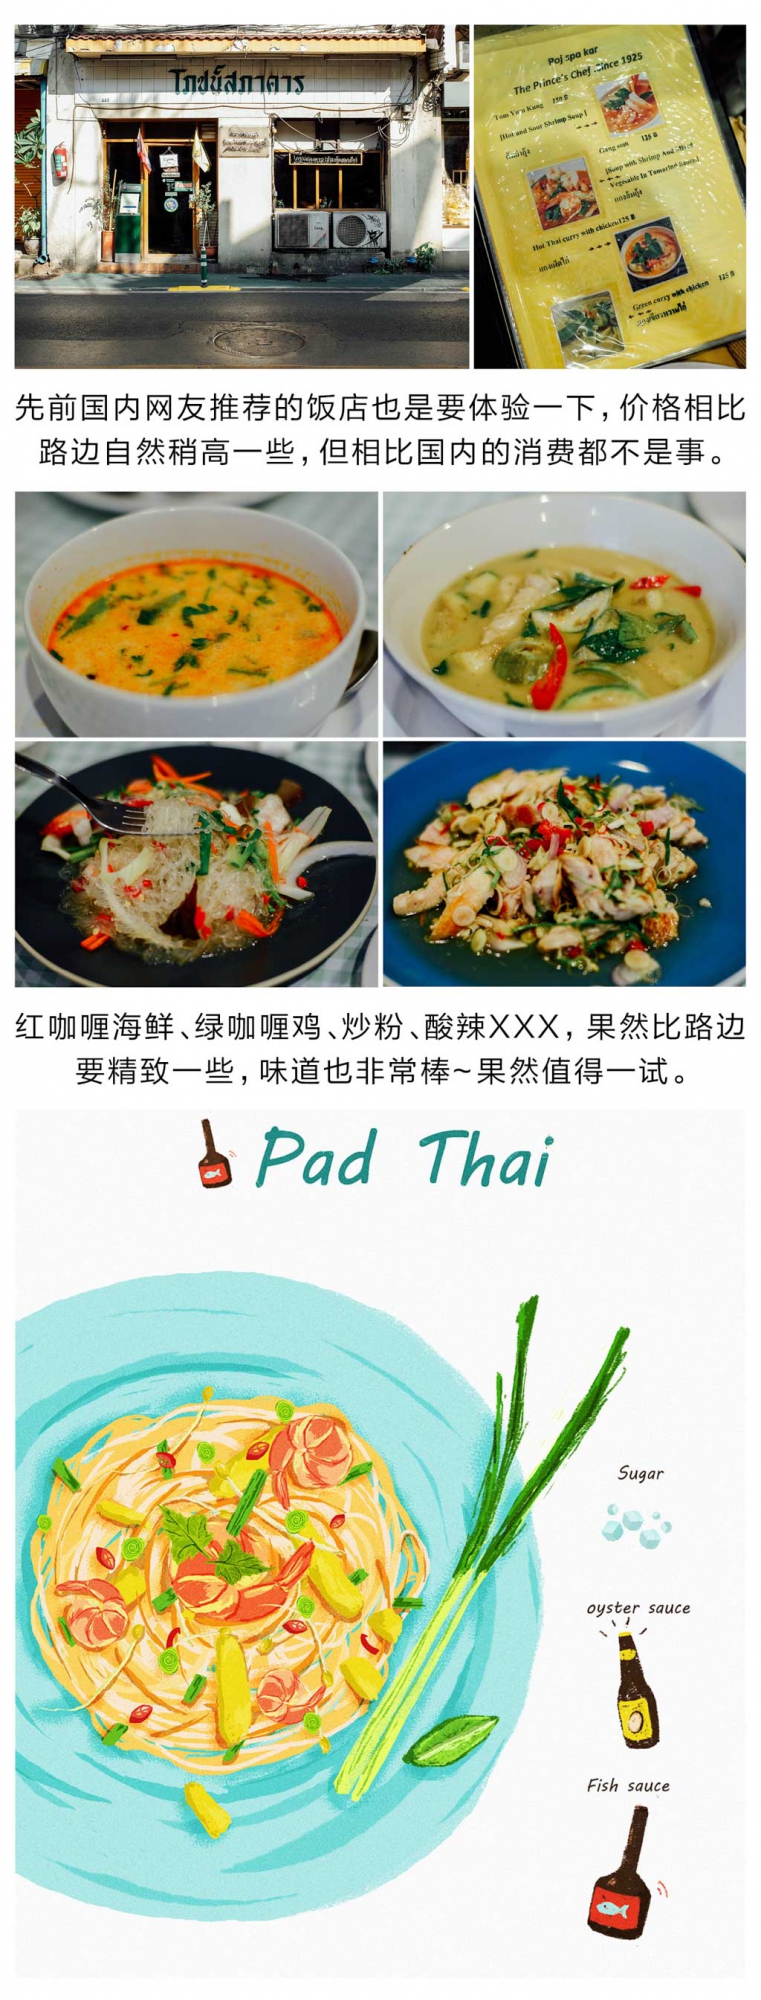 โภชน์สภาคาร
Poj spa kar
The Prince's Chef Since 1925
Tom Yum Kung 150 ฿
[Hot and Sour Shrimp Soup]
ต้มยำกุ้ง
Gang som 125 ฿
[Soup with Shrimp And Mixed
Vegetable In Tamarine Sauce]
แกงส้มกุ้ง
Hot Thai curry with chicken 125 ฿
แกงเผ็ดไก่
Green curry with chicken 125 ฿
แกงเขียวหวานไก่
先前国内网友推荐的饭店也是要体验一下，价格相比
路边自然稍高一些，但相比国内的消费都不是事。
红咖喱海鲜、绿咖喱鸡、炒粉、酸辣XXX，果然比路边
要精致一些，味道也非常棒~果然值得一试。
Pad Thai
Sugar
oyster sauce
Fish sauce